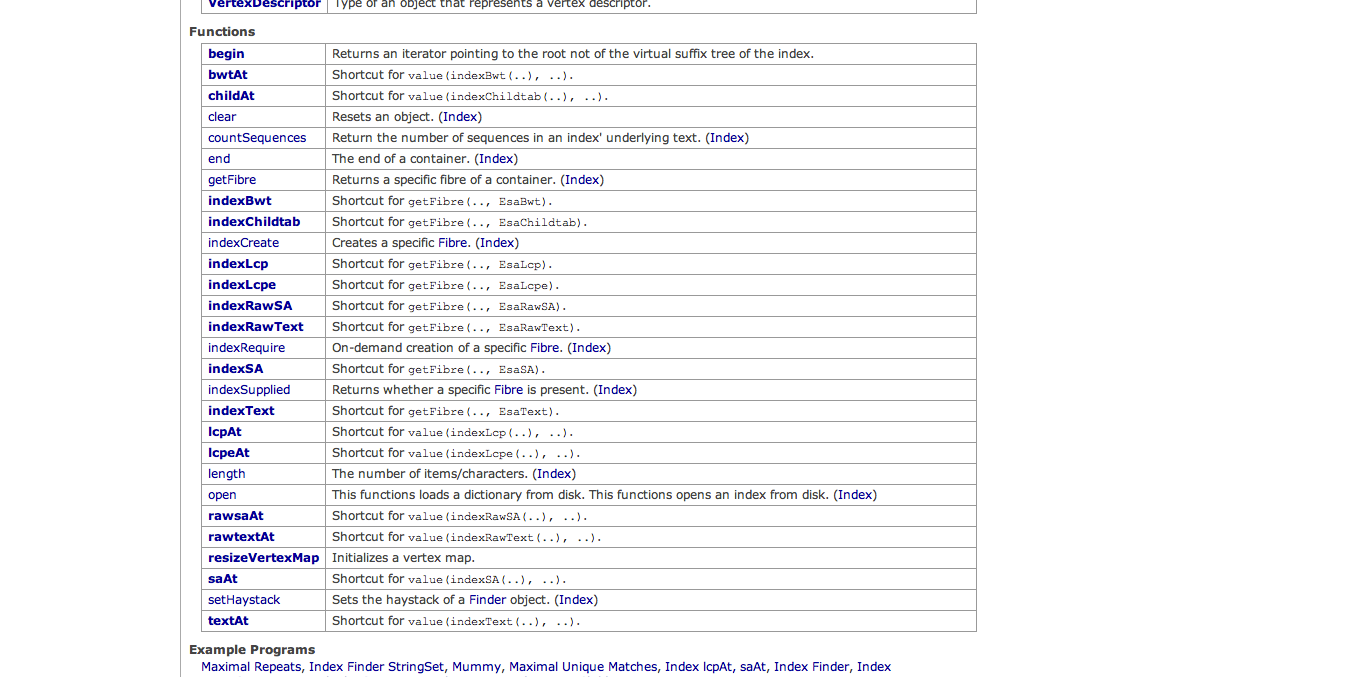 VertexDescriptor Type of an object that represents a vertex descriptor.
Functions
begin Returns an iterator pointing to the root not of the virtual suffix tree of the index.
bwtAt Shortcut for value(indexBwt(..), ..).
childAt Shortcut for value(indexChildtab(..), ..).
clear Resets an object. (Index)
countSequences Return the number of sequences in an index' underlying text. (Index)
end The end of a container. (Index)
getFibre Returns a specific fibre of a container. (Index)
indexBwt Shortcut for getFibre(.., EsaBwt).
indexChildtab Shortcut for getFibre(.., EsaChildtab).
indexCreate Creates a specific Fibre. (Index)
indexLcp Shortcut for getFibre(.., EsaLcp).
indexLcpe Shortcut for getFibre(.., EsaLcpe).
indexRawSA Shortcut for getFibre(.., EsaRawSA).
indexRawText Shortcut for getFibre(.., EsaRawText).
indexRequire On-demand creation of a specific Fibre. (Index)
indexSA Shortcut for getFibre(.., EsaSA).
indexSupplied Returns whether a specific Fibre is present. (Index)
indexText Shortcut for getFibre(.., EsaText).
lcpAt Shortcut for value(indexLcp(..), ..).
lcpeAt Shortcut for value(indexLcpe(..), ..).
length The number of items/characters. (Index)
open This functions loads a dictionary from disk. This functions opens an index from disk. (Index)
rawsaAt Shortcut for value(indexRawSA(..), ..).
rawtextAt Shortcut for value(indexRawText(..), ..).
resizeVertexMap Initializes a vertex map.
saAt Shortcut for value(indexSA(..), ..).
setHaystack Sets the haystack of a Finder object. (Index)
textAt Shortcut for value(indexText(..), ..).
Example Programs
Maximal Repeats, Index Finder StringSet, Mummy, Maximal Unique Matches, Index lcpAt, saAt, Index Finder, Index